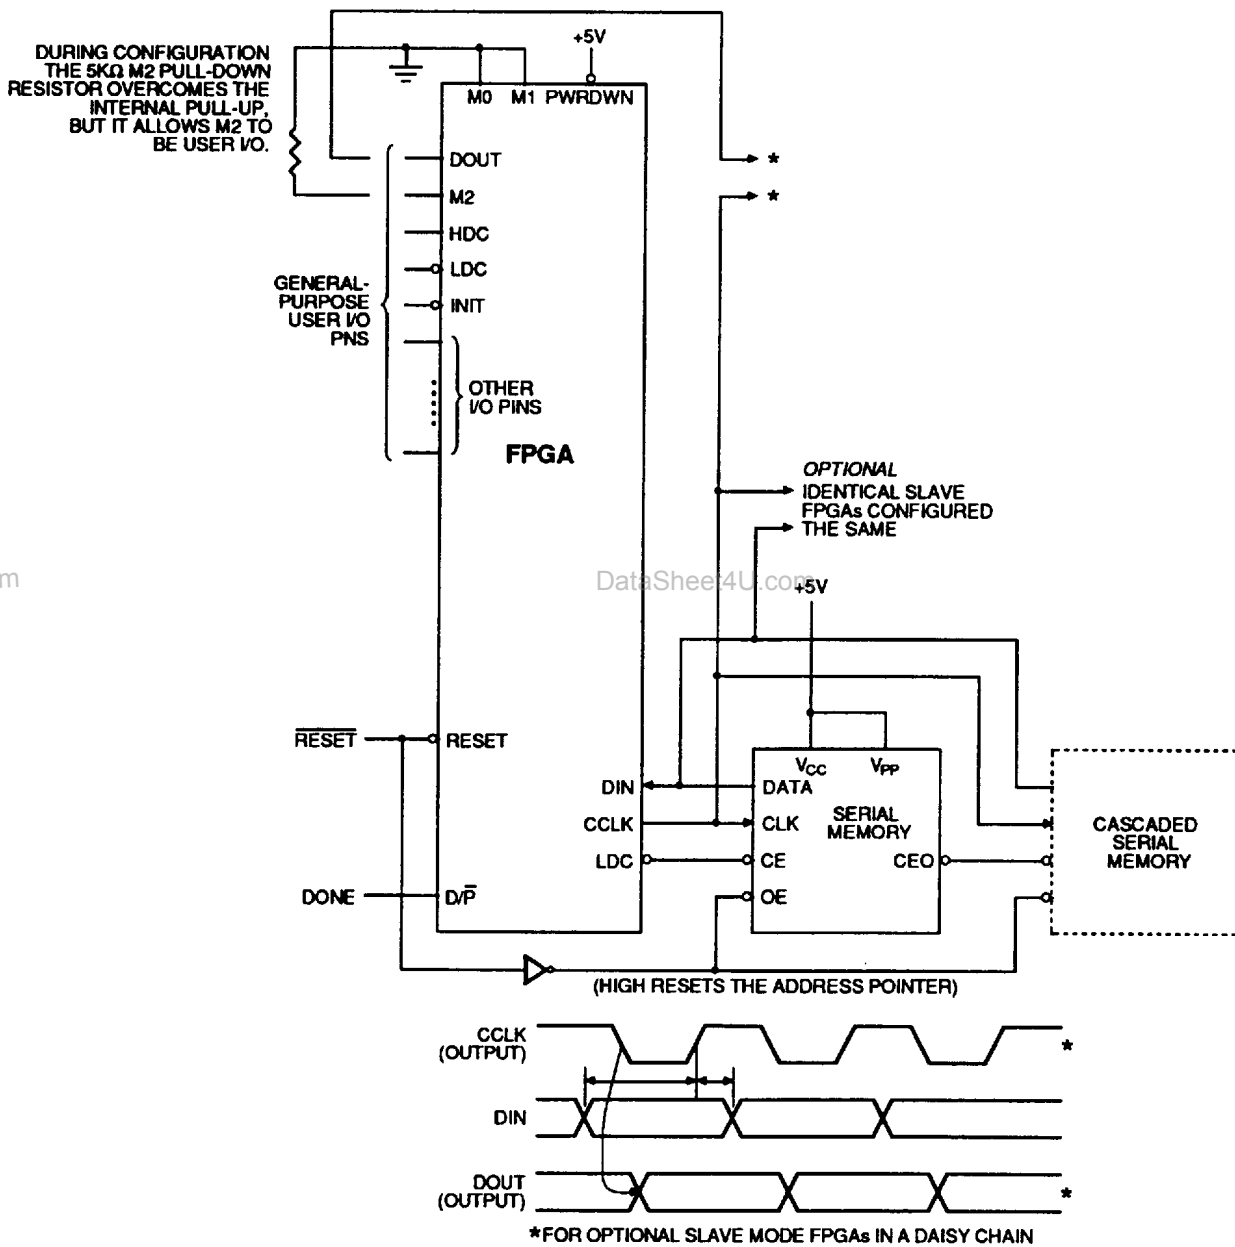 +5V
DURING CONFIGURATION
THE 5KΩ M2 PULL-DOWN
RESISTOR OVERCOMES THE
INTERNAL PULL-UP,
BUT IT ALLOWS M2 TO
BE USER I/O.
M0 M1 PWRDWN
DOUT
*
M2
*
HDC
LDC
INIT
GENERAL-
PURPOSE
USER I/O
PNS
OTHER
I/O PINS
FPGA
OPTIONAL
IDENTICAL SLAVE
FPGAs CONFIGURED
THE SAME
m
DataSheet4U.com
+5V
RESET
RESET
VCC VPP
DIN
DATA
CCLK
CLK
SERIAL
MEMORY
LDC
CE
CEO
CASCADED
SERIAL
MEMORY
DONE
D/P̅
OE
(HIGH RESETS THE ADDRESS POINTER)
CCLK
(OUTPUT)
*
DIN
DOUT
(OUTPUT)
*
*FOR OPTIONAL SLAVE MODE FPGAs IN A DAISY CHAIN